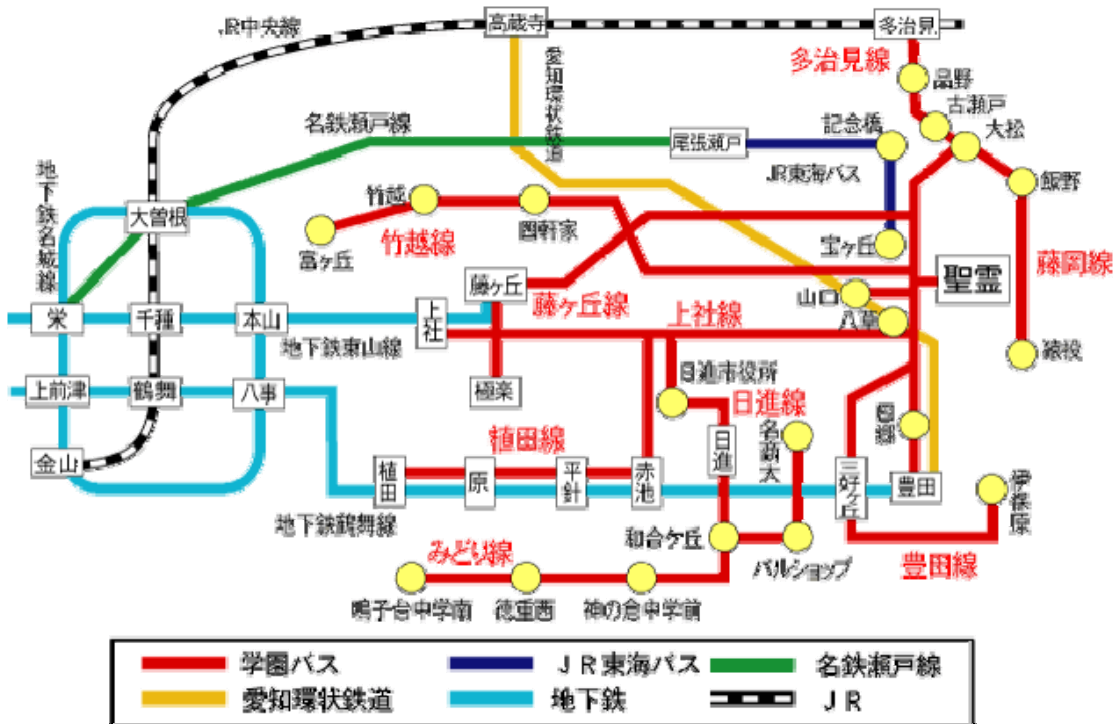 JR中央線
高蔵寺
多治見
多治見線
愛知環状鉄道
品野
古瀬戸
大松
名鉄瀬戸線
尾張瀬戸
記念橋
JR東海バス
飯野
地下鉄名城線
大曽根
竹越
竹越線
四軒家
富ヶ丘
宝ヶ丘
藤岡線
聖霊
藤ヶ丘
藤ヶ丘線
山口
八草
上社
上社線
栄
千種
本山
地下鉄東山線
猿投
日進市役所
上前津
鶴舞
八事
極楽
日進線
名商大
植田線
日進
金山
植田
原
平針
赤池
三好ヶ丘
豊田
伊保原
地下鉄鶴舞線
和合ケ丘
パルショップ
豊田線
みどり線
鳴子台中学南
徳重西
神の倉中学前
学園バス
JR東海バス
名鉄瀬戸線
愛知環状鉄道
地下鉄
JR